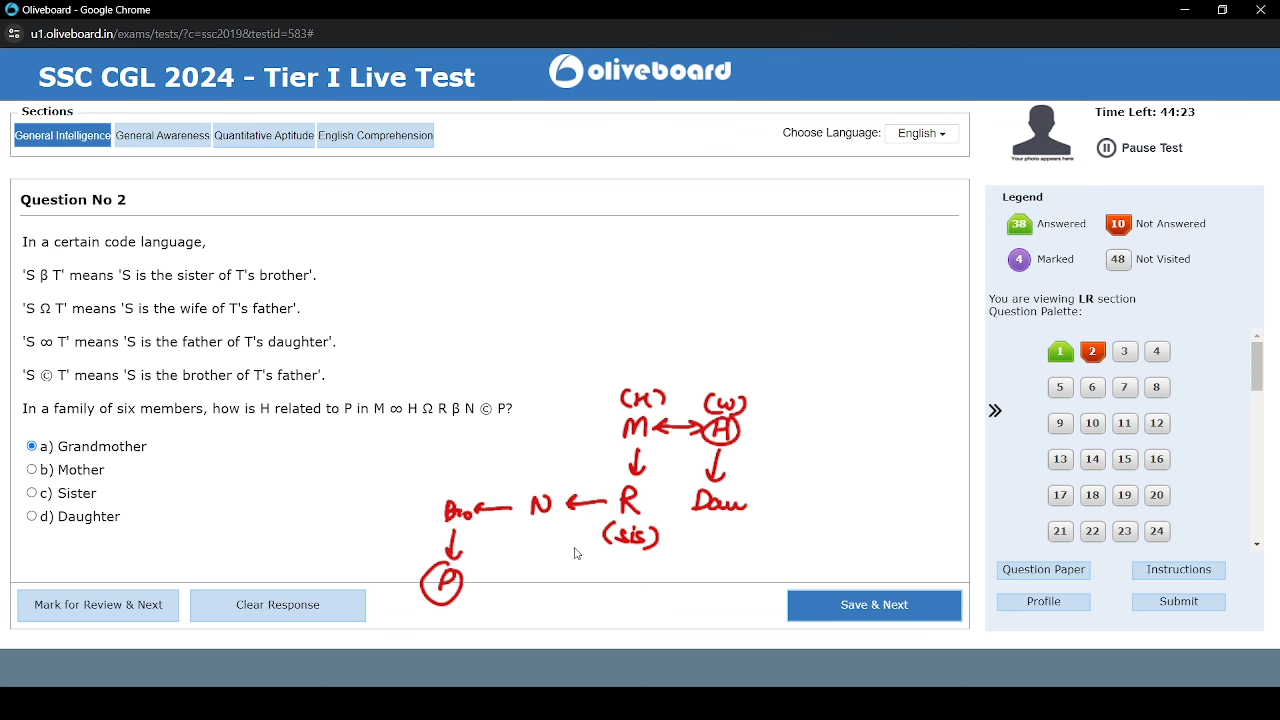 Oliveboard - Google Chrome
u1.oliveboard.in/exams/tests/?c=ssc2019&testid=583#
SSC CGL 2024 - Tier I Live Test
oliveboard
Sections
General Intelligence General Awareness Quantitative Aptitude English Comprehension
Choose Language: English
Your photo appears here
Time Left: 44:23
Pause Test
Question No 2
In a certain code language,
'S β T' means 'S is the sister of T's brother'.
'S Ω T' means 'S is the wife of T's father'.
'S ∞ T' means 'S is the father of T's daughter'.
'S © T' means 'S is the brother of T's father'.
In a family of six members, how is H related to P in M ∞ H Ω R β N © P?
a) Grandmother
b) Mother
c) Sister
d) Daughter
(H) (W)
M H
Bro N R Dau
(sis)
P
Mark for Review & Next Clear Response Save & Next
Legend
38 Answered 10 Not Answered
4 Marked 48 Not Visited
You are viewing LR section
Question Palette:
1 2 3 4
5 6 7 8
9 10 11 12
13 14 15 16
17 18 19 20
21 22 23 24
Question Paper Instructions
Profile Submit